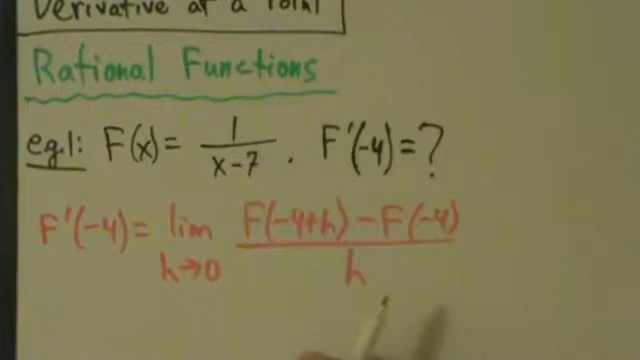 Derivative at a Point
Rational Functions
eg.1: F(x) = 1/(x-7) . F'(-4) = ?
F'(-4) = lim h→0 (F(-4+h) - F(-4))/h